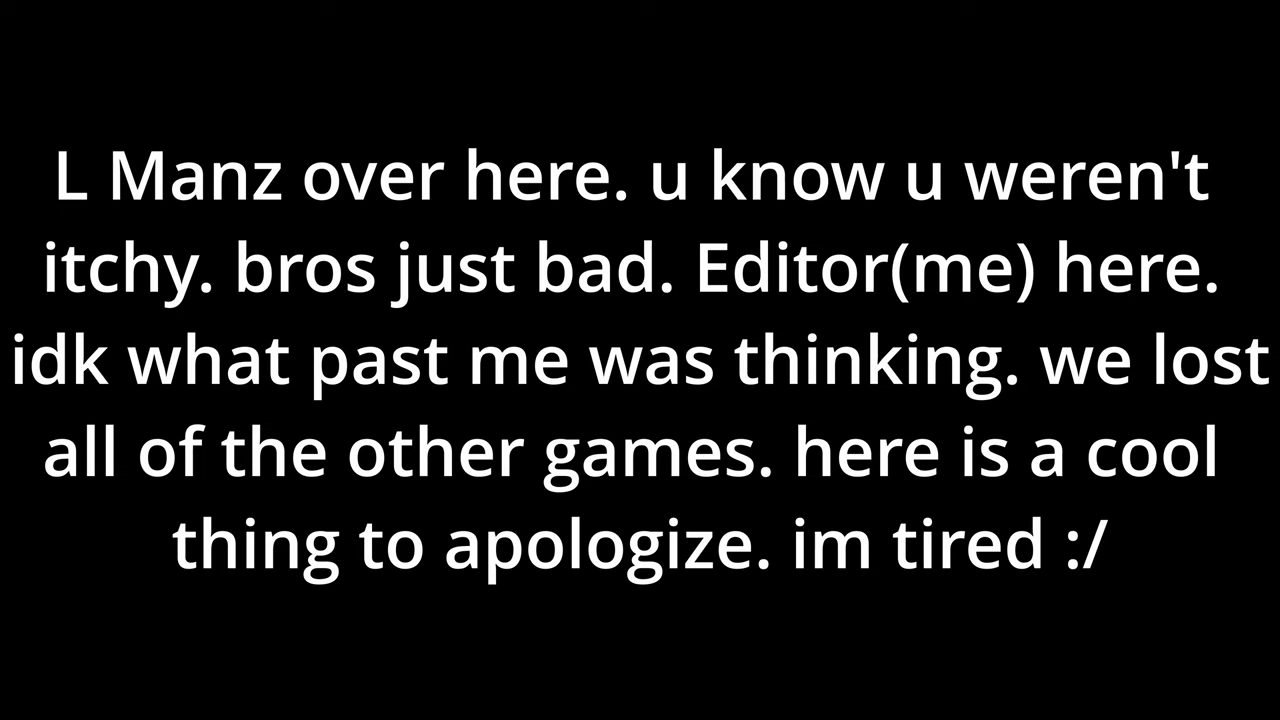 L Manz over here. u know u weren't
itchy. bros just bad. Editor(me) here.
idk what past me was thinking. we lost
all of the other games. here is a cool
thing to apologize. im tired :/